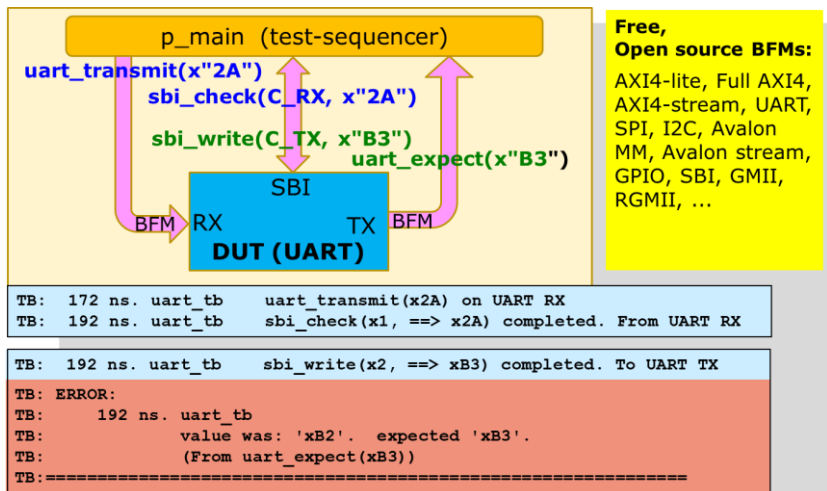 p_main (test-sequencer)
uart_transmit(x"2A")
sbi_check(C_RX, x"2A")
sbi_write(C_TX, x"B3")
uart_expect(x"B3")
SBI
BFM
RX
TX
BFM
DUT (UART)
Free,
Open source BFMs:
AXI4-lite, Full AXI4,
AXI4-stream, UART,
SPI, I2C, Avalon
MM, Avalon stream,
GPIO, SBI, GMII,
RGMII, ...
TB: 172 ns. uart_tb uart_transmit(x2A) on UART RX
TB: 192 ns. uart_tb sbi_check(x1, ==> x2A) completed. From UART RX
TB: 192 ns. uart_tb sbi_write(x2, ==> xB3) completed. To UART TX
TB: ERROR:
TB: 192 ns. uart_tb
TB: value was: 'xB2'. expected 'xB3'.
TB: (From uart_expect(xB3))
TB:==============================================================